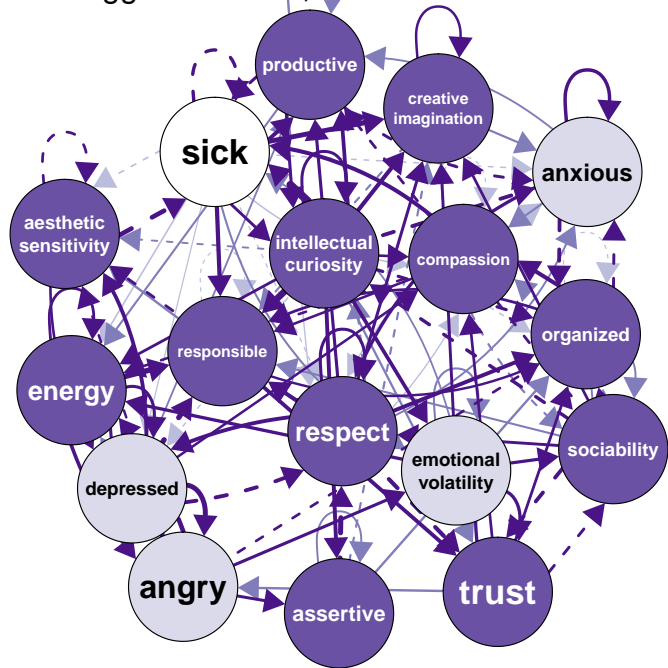 productive
creative
imagination
sick
anxious
aesthetic
sensitivity
intellectual
curiosity
compassion
responsible
organized
energy
respect
emotional
volatility
sociability
depressed
angry
assertive
trust